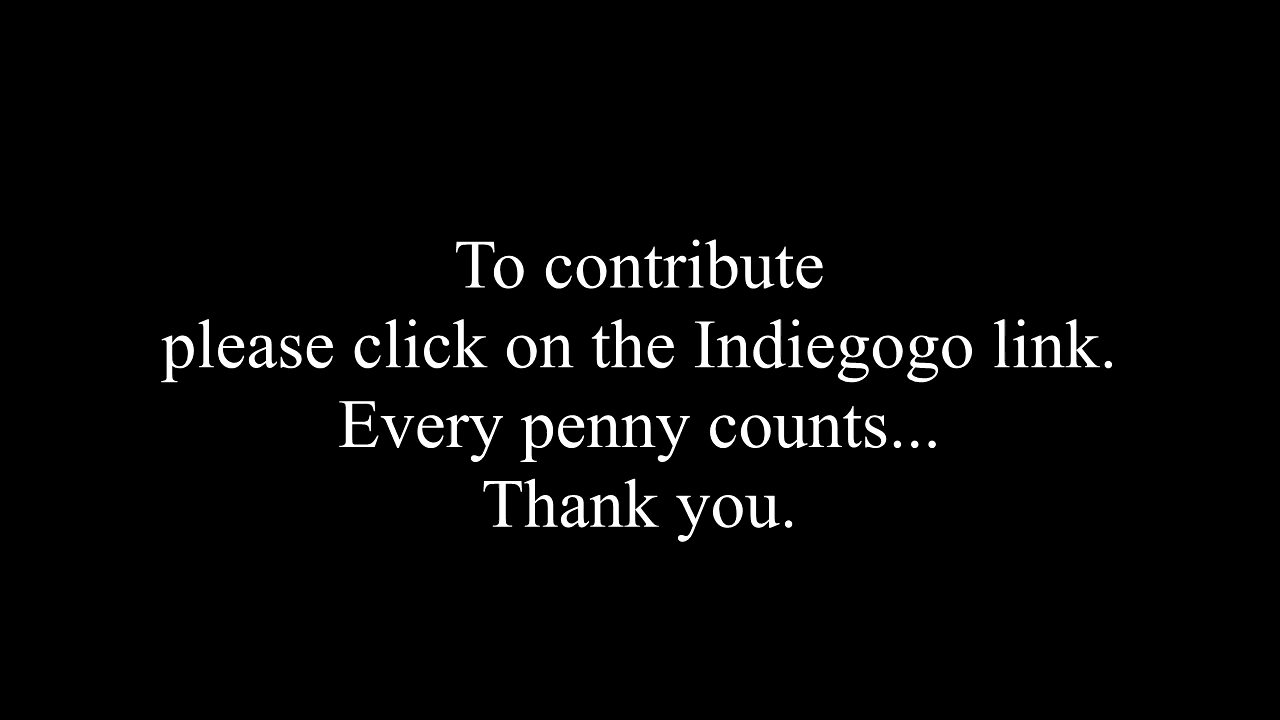 To contribute
please click on the Indiegogo link.
Every penny counts...
Thank you.